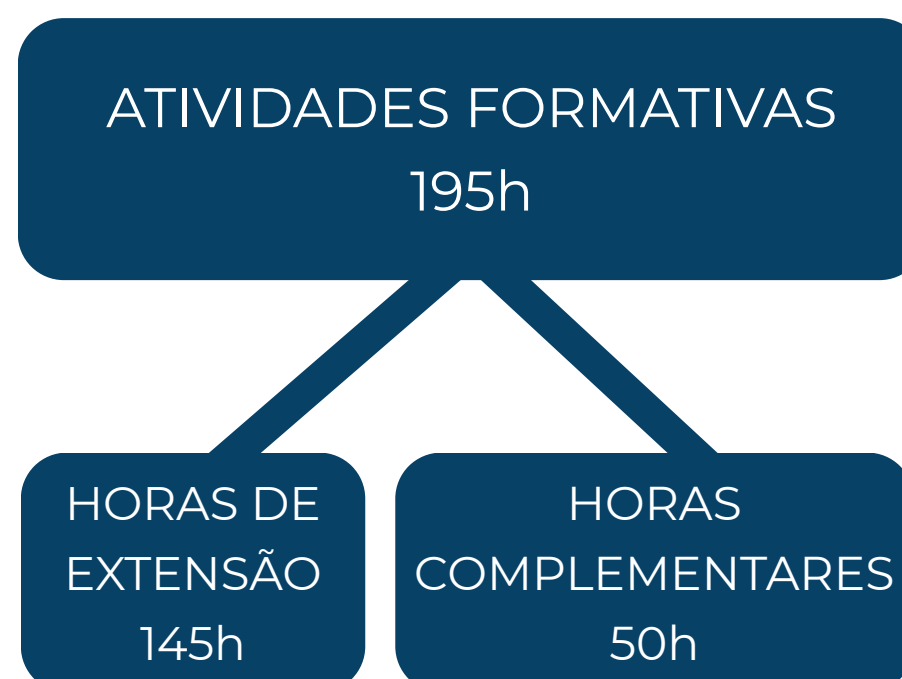 ATIVIDADES FORMATIVAS
195h
HORAS DE
EXTENSÃO
145h
HORAS
COMPLEMENTARES
50h